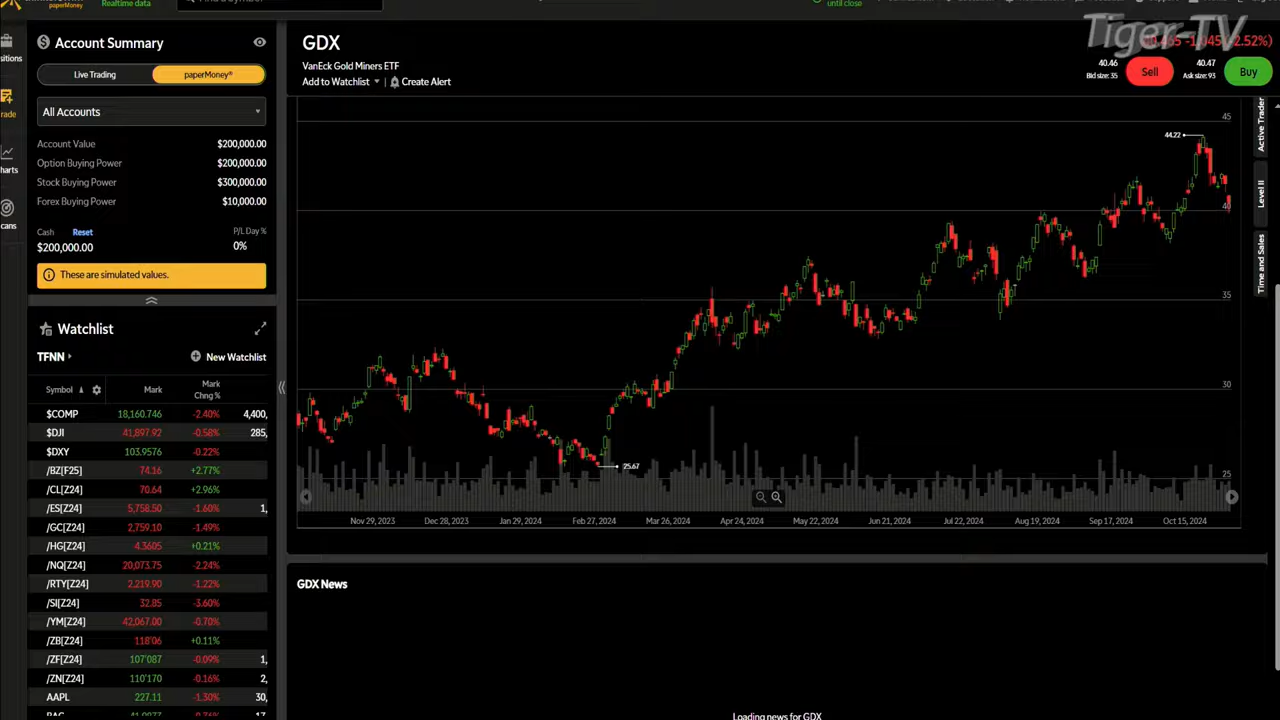 paperMoney
Realtime data
until close
Tiger-TV
Account Summary
Live Trading
paperMoney®
All Accounts
Account Value $200,000.00
Option Buying Power $200,000.00
Stock Buying Power $300,000.00
Forex Buying Power $10,000.00
Cash Reset P/L Day %
$200,000.00 0%
These are simulated values.
Watchlist
TFNN New Watchlist
Symbol Mark Mark Chng %
$COMP 18,160.746 -2.40% 4,400,
$DJI 41,897.92 -0.58% 285,
$DXY 103.9576 -0.22%
/BZ[F25] 74.16 +2.77%
/CL[Z24] 70.64 +2.96%
/ES[Z24] 5,758.50 -1.60% 1,
/GC[Z24] 2,759.10 -1.49%
/HG[Z24] 4.3605 +0.21%
/NQ[Z24] 20,073.75 -2.24%
/RTY[Z24] 2,219.90 -1.22%
/SI[Z24] 32.85 -3.60%
/YM[Z24] 42,067.00 -0.70%
/ZB[Z24] 118'06 +0.11%
/ZF[Z24] 107'087 -0.09% 1,
/ZN[Z24] 110'170 -0.16% 2,
AAPL 227.11 -1.30% 30,
GDX
VanEck Gold Miners ETF
Add to Watchlist
Create Alert
-1.045
40.46
Bid size: 35
Sell
40.47
Ask size: 93
Buy
45
44.22
40
35
30
25.67
25
Nov 29, 2023 Dec 28, 2023 Jan 29, 2024 Feb 27, 2024 Mar 26, 2024 Apr 24, 2024 May 22, 2024 Jun 21, 2024 Jul 22, 2024 Aug 19, 2024 Sep 17, 2024 Oct 15, 2024
Active Trader
Level II
Time and Sales
GDX News
Loading news for GDX